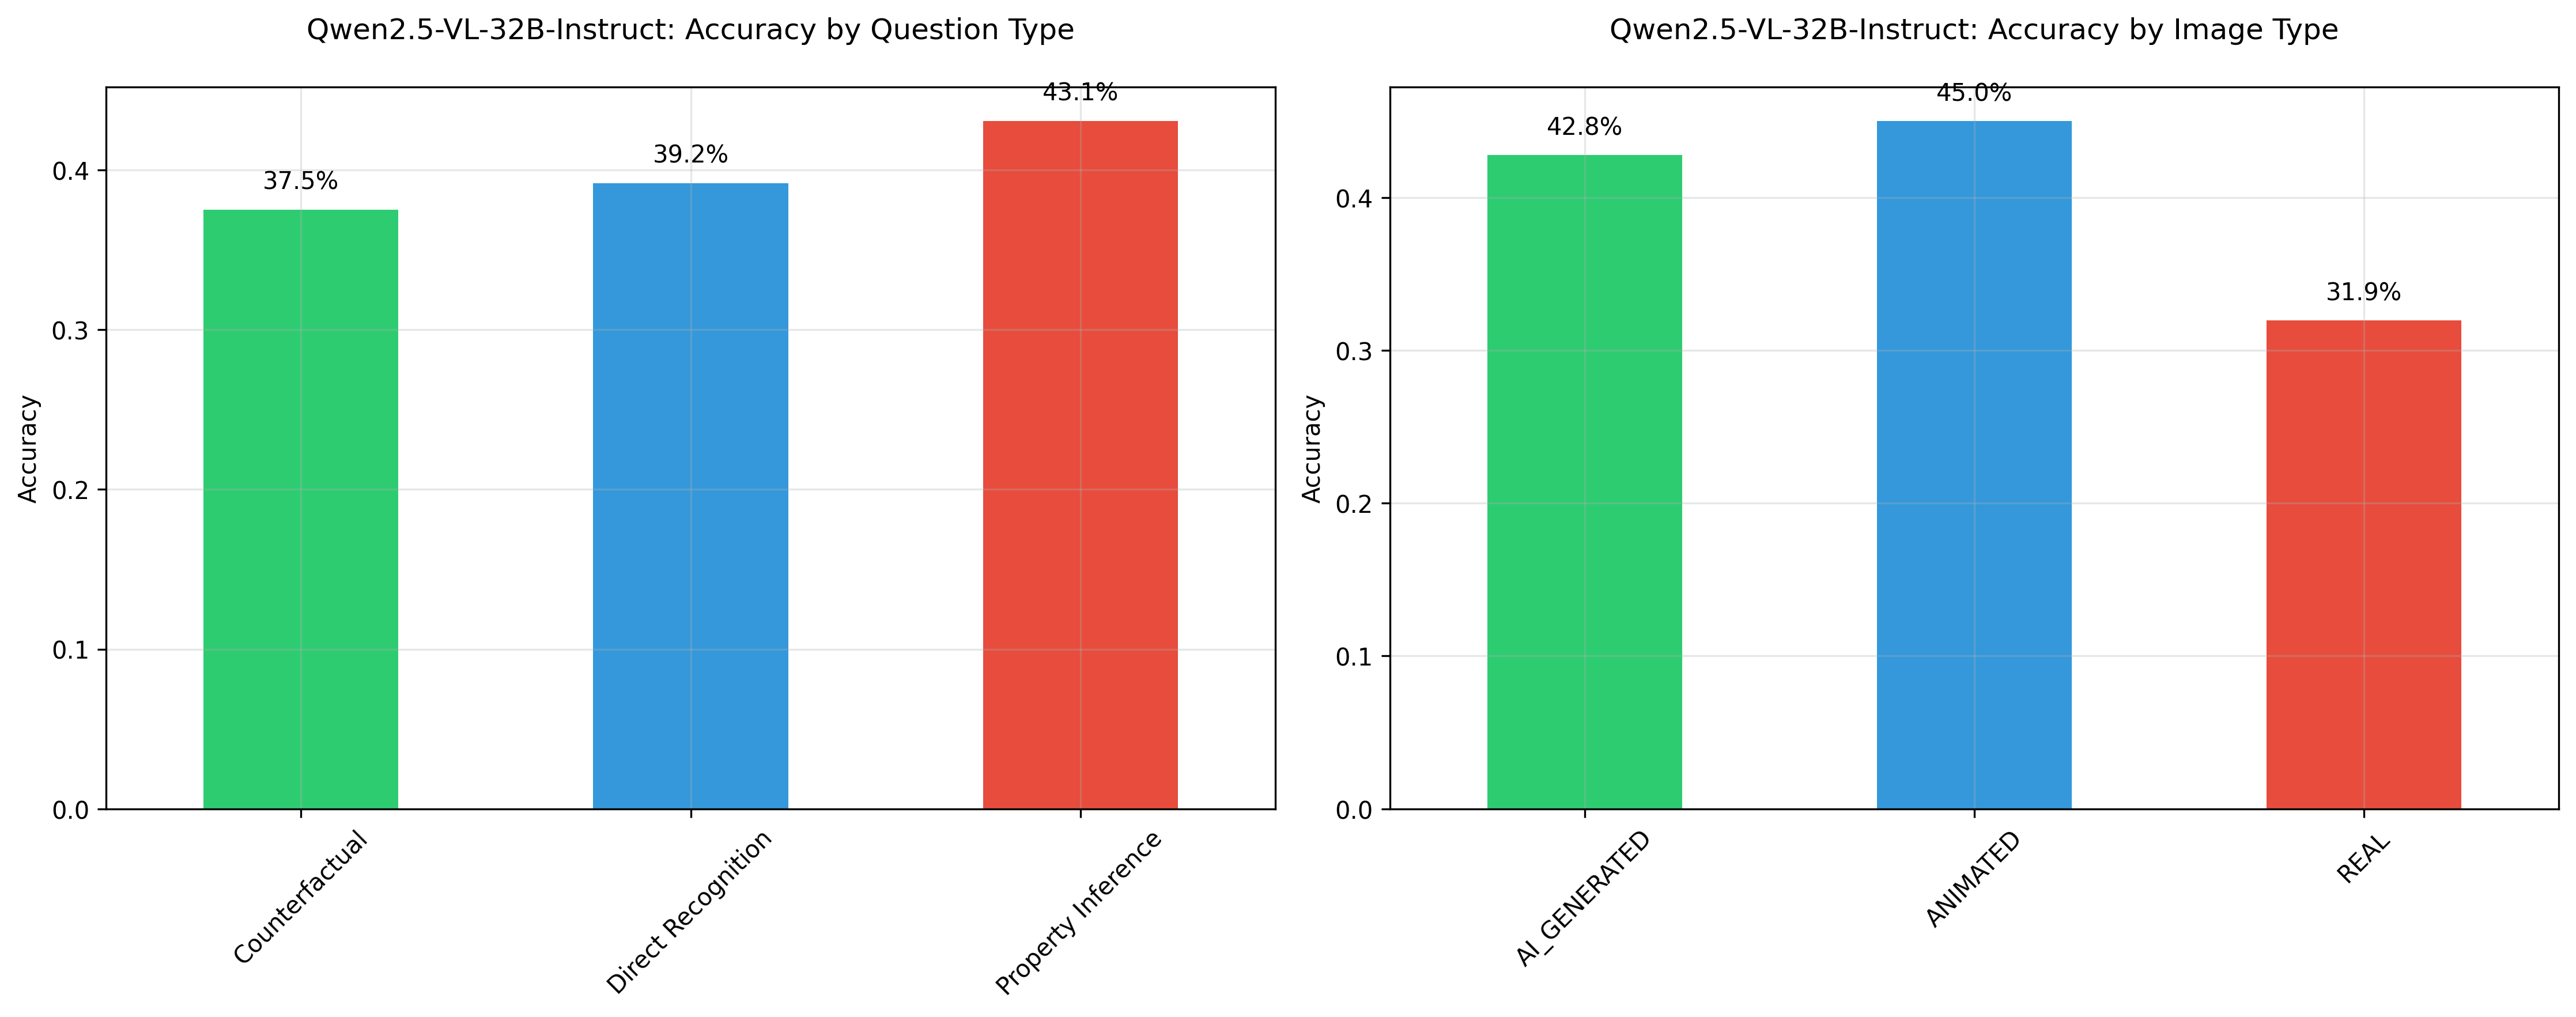 Qwen2.5-VL-32B-Instruct: Accuracy by Question Type
43.1%
39.2%
37.5%
0.4
0.3
0.2
0.1
0.0
Accuracy
Counterfactual
Direct Recognition
Property Inference
Qwen2.5-VL-32B-Instruct: Accuracy by Image Type
45.0%
42.8%
31.9%
0.4
0.3
0.2
0.1
0.0
Accuracy
AI_GENERATED
ANIMATED
REAL